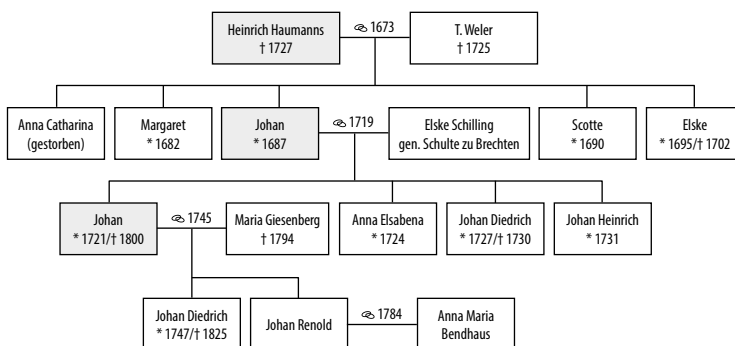 Heinrich Haumanns
† 1727
⚭ 1673
T. Weler
† 1725
Anna Catharina
(gestorben)
Margaret
* 1682
Johan
* 1687
⚭ 1719
Elske Schilling
gen. Schulte zu Brechten
Scotte
* 1690
Elske
* 1695/† 1702
Johan
* 1721/† 1800
⚭ 1745
Maria Giesenberg
† 1794
Anna Elsabena
* 1724
Johan Diedrich
* 1727/† 1730
Johan Heinrich
* 1731
Johan Diedrich
* 1747/† 1825
Johan Renold
⚭ 1784
Anna Maria
Bendhaus